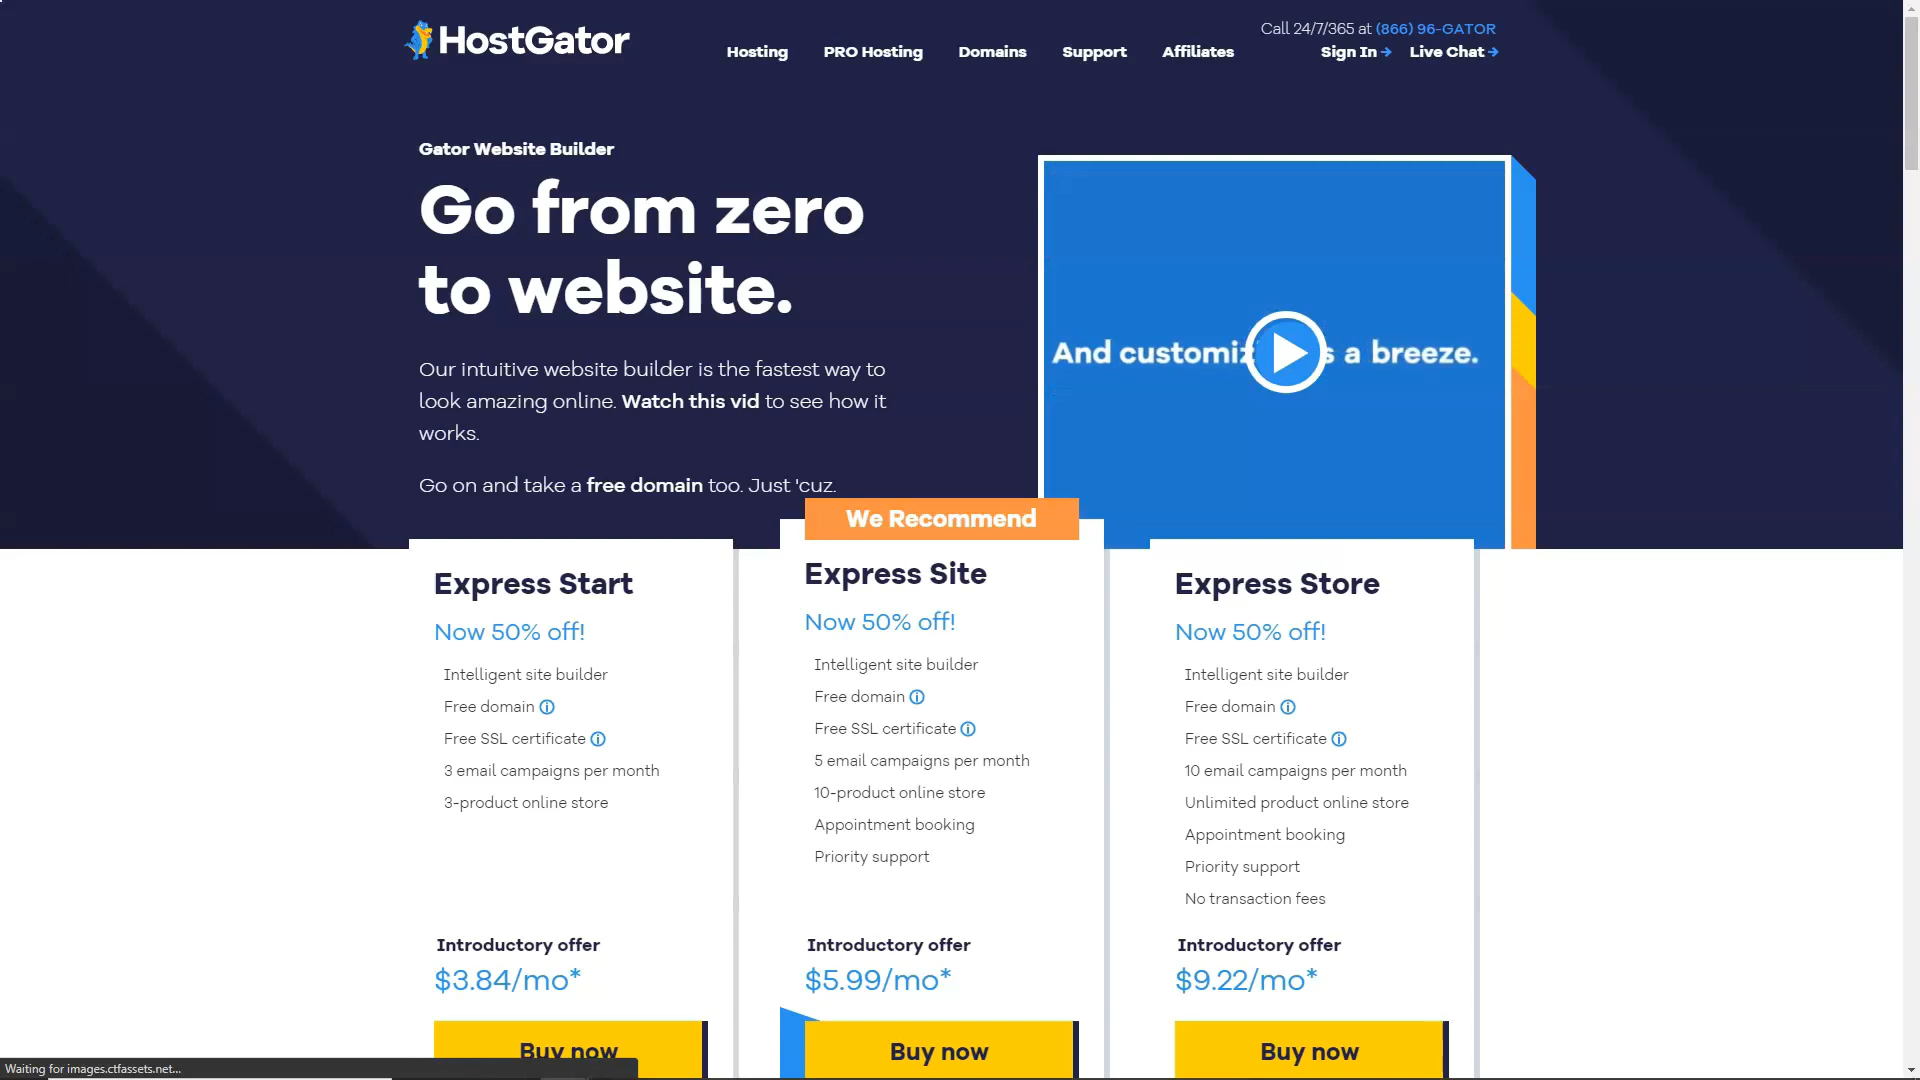 HostGator
Hosting
PRO Hosting
Domains
Support
Affiliates
Call 24/7/365 at (866) 96-GATOR
Sign In
Live Chat
Gator Website Builder
Go from zero
to website.
Our intuitive website builder is the fastest way to
look amazing online. Watch this vid to see how it
works.
Go on and take a free domain too. Just 'cuz.
And customiz s a breeze.
Express Start
Now 50% off!
Intelligent site builder
Free domain
Free SSL certificate
3 email campaigns per month
3-product online store
Introductory offer
$3.84/mo*
Buy now
We Recommend
Express Site
Now 50% off!
Intelligent site builder
Free domain
Free SSL certificate
5 email campaigns per month
10-product online store
Appointment booking
Priority support
Introductory offer
$5.99/mo*
Buy now
Express Store
Now 50% off!
Intelligent site builder
Free domain
Free SSL certificate
10 email campaigns per month
Unlimited product online store
Appointment booking
Priority support
No transaction fees
Introductory offer
$9.22/mo*
Buy now
Waiting for images.ctfassets.net...